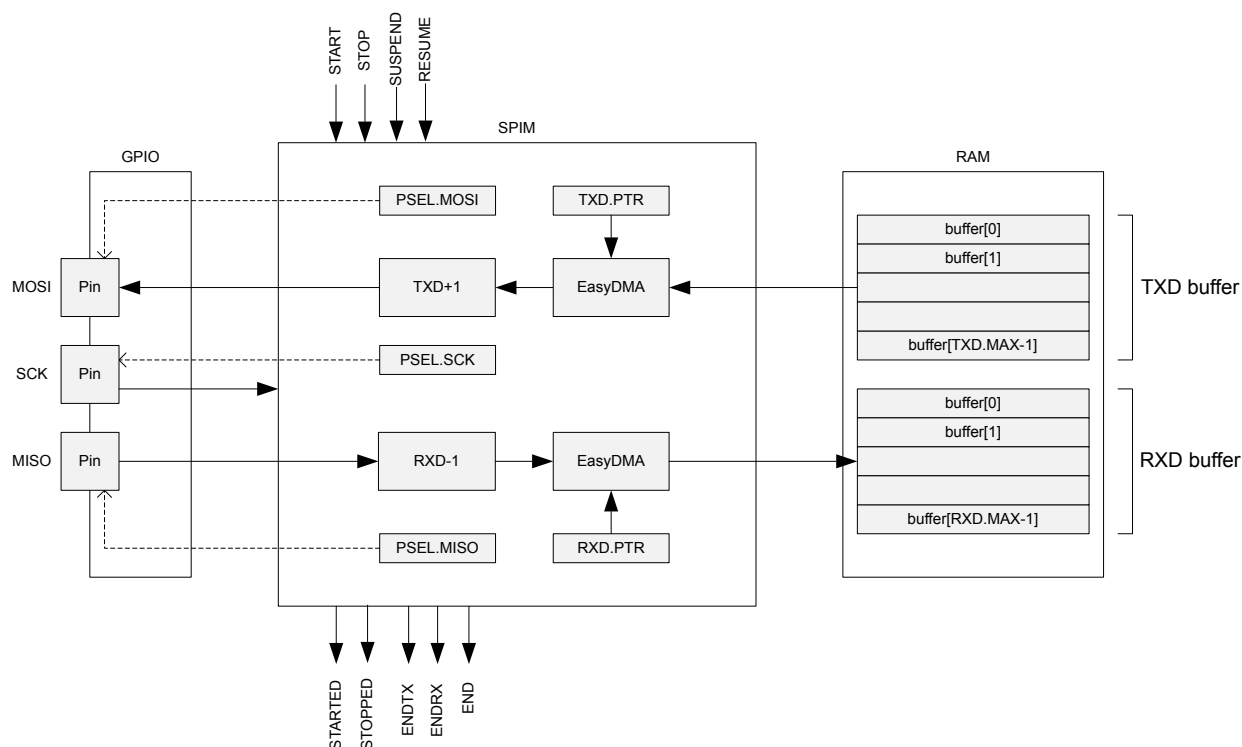 START
STOP
SUSPEND
RESUME
SPIM
GPIO
RAM
PSEL.MOSI
TXD.PTR
buffer[0]
buffer[1]
MOSI
Pin
TXD+1
EasyDMA
TXD buffer
buffer[TXD.MAX-1]
PSEL.SCK
SCK
Pin
buffer[0]
buffer[1]
MISO
Pin
RXD-1
EasyDMA
RXD buffer
buffer[RXD.MAX-1]
PSEL.MISO
RXD.PTR
STARTED
STOPPED
ENDTX
ENDRX
END